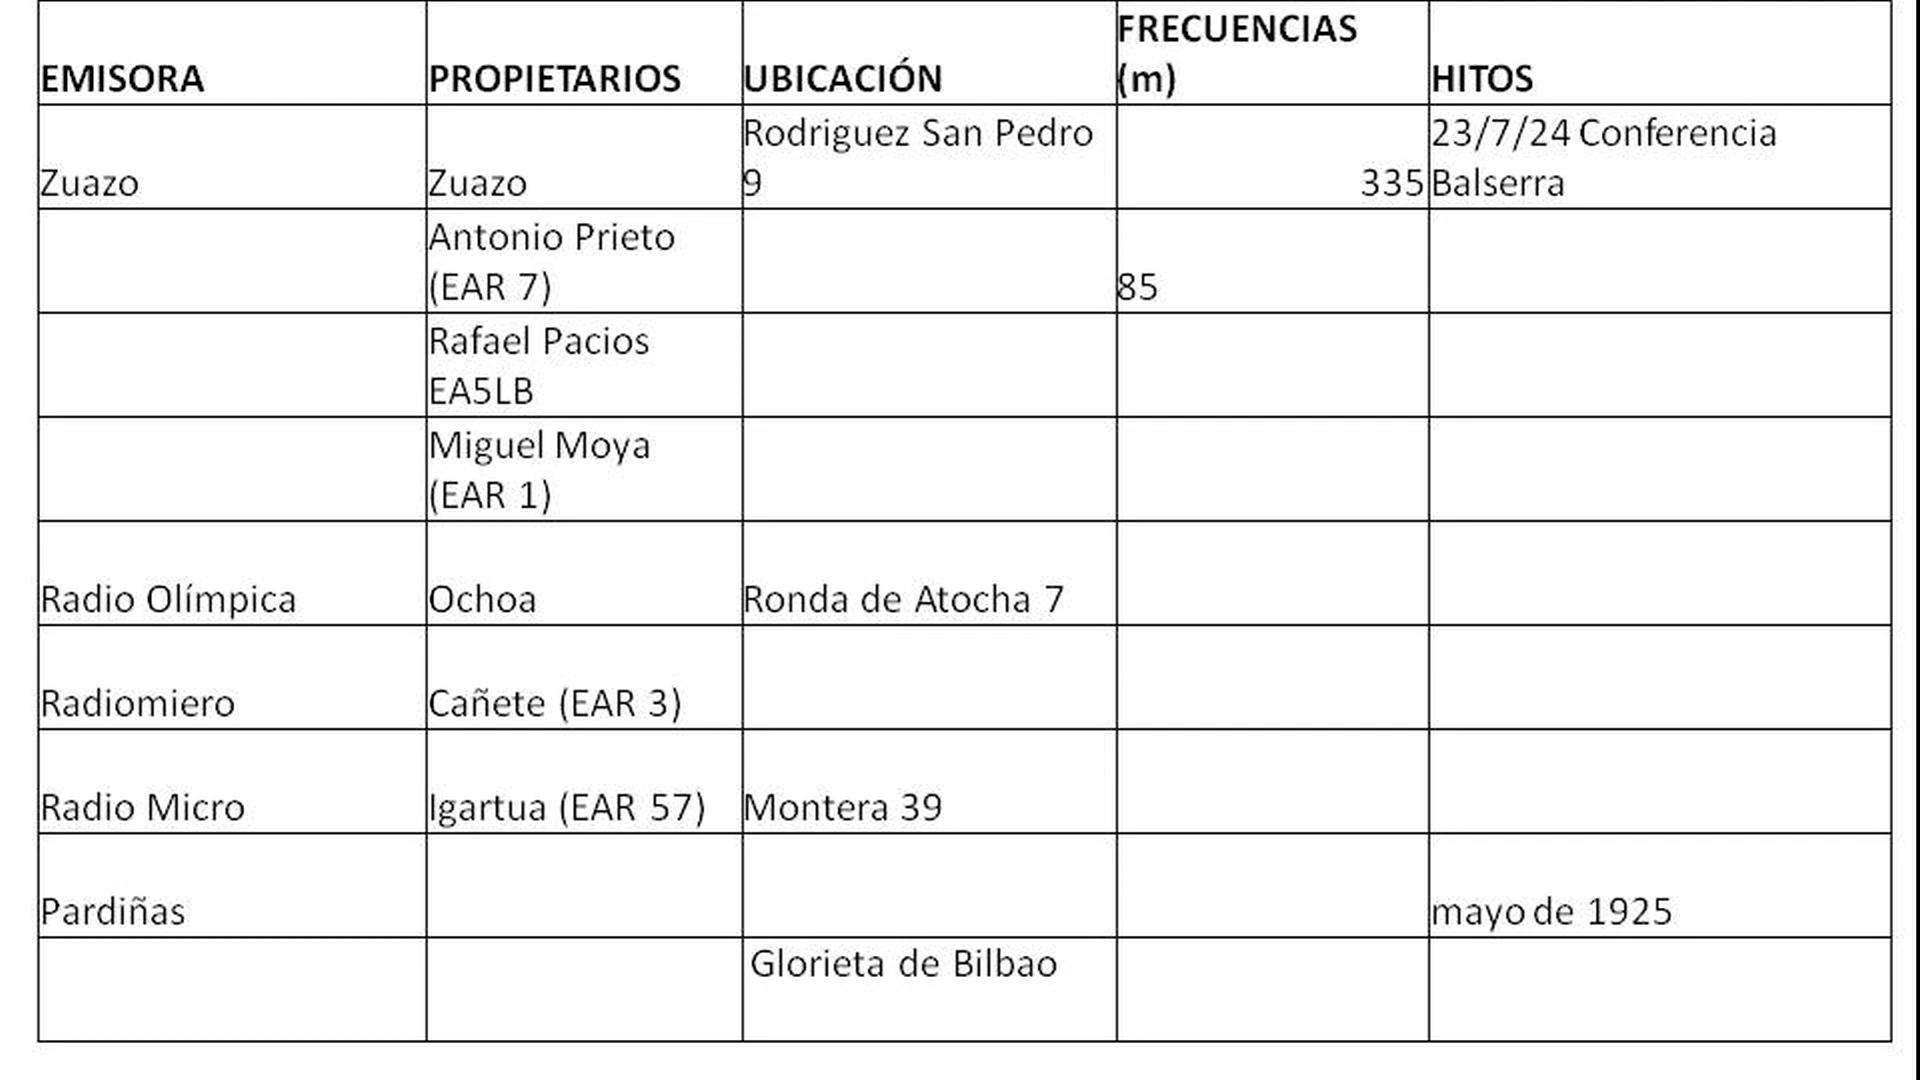 EMISORA PROPIETARIOS UBICACIÓN FRECUENCIAS (m) HITOS
Zuazo Zuazo Rodriguez San Pedro 9 335 23/7/24 Conferencia Balserra
Antonio Prieto (EAR 7) 85
Rafael Pacios EA5LB
Miguel Moya (EAR 1)
Radio Olímpica Ochoa Ronda de Atocha 7
Radiomiero Cañete (EAR 3)
Radio Micro Igartua (EAR 57) Montera 39
Pardiñas mayo de 1925
Glorieta de Bilbao